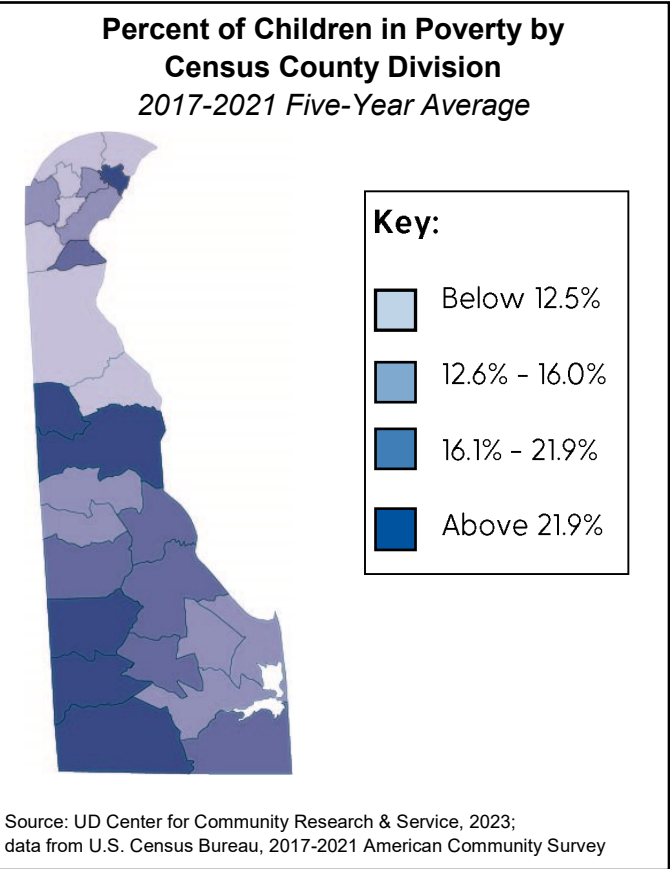 Percent of Children in Poverty by
Census County Division
2017-2021 Five-Year Average
Key:
Below 12.5%
12.6% - 16.0%
16.1% - 21.9%
Above 21.9%
Source: UD Center for Community Research & Service, 2023;
data from U.S. Census Bureau, 2017-2021 American Community Survey